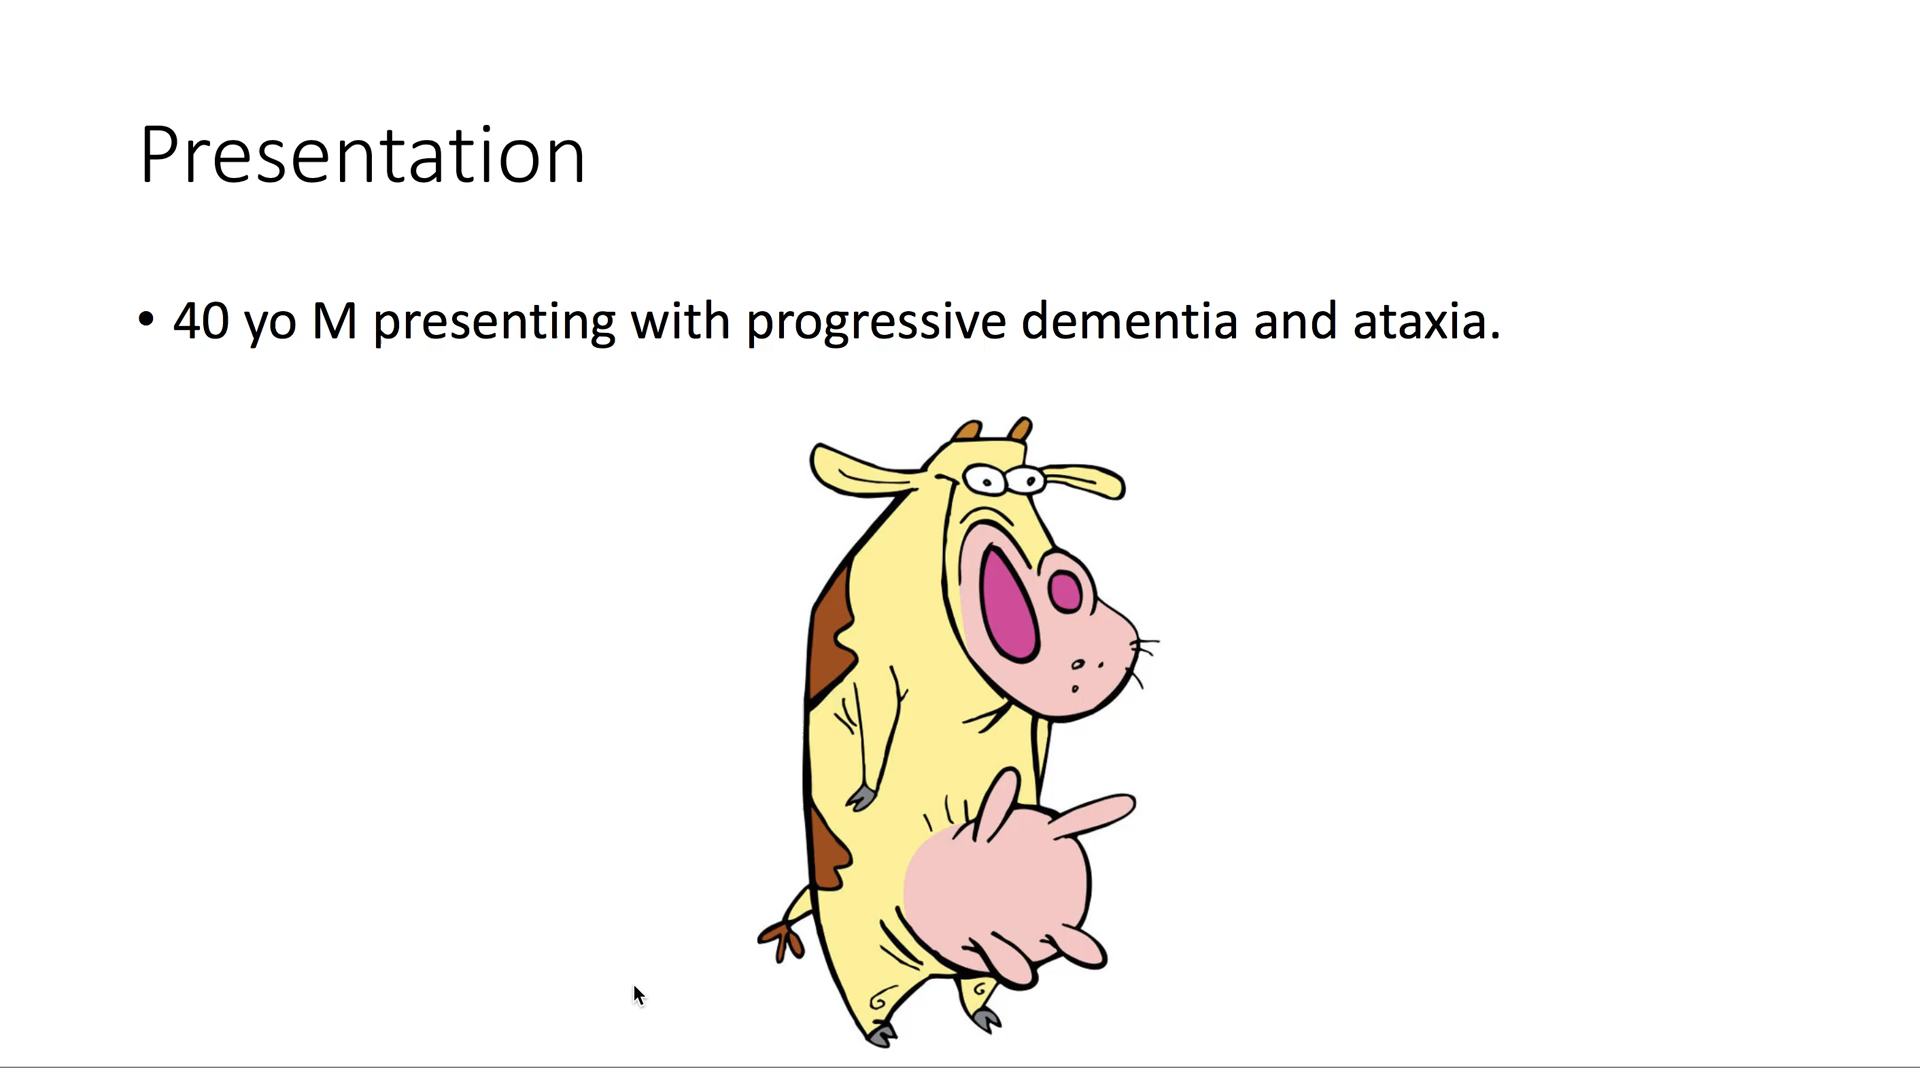 Presentation
• 40 yo M presenting with progressive dementia and ataxia.